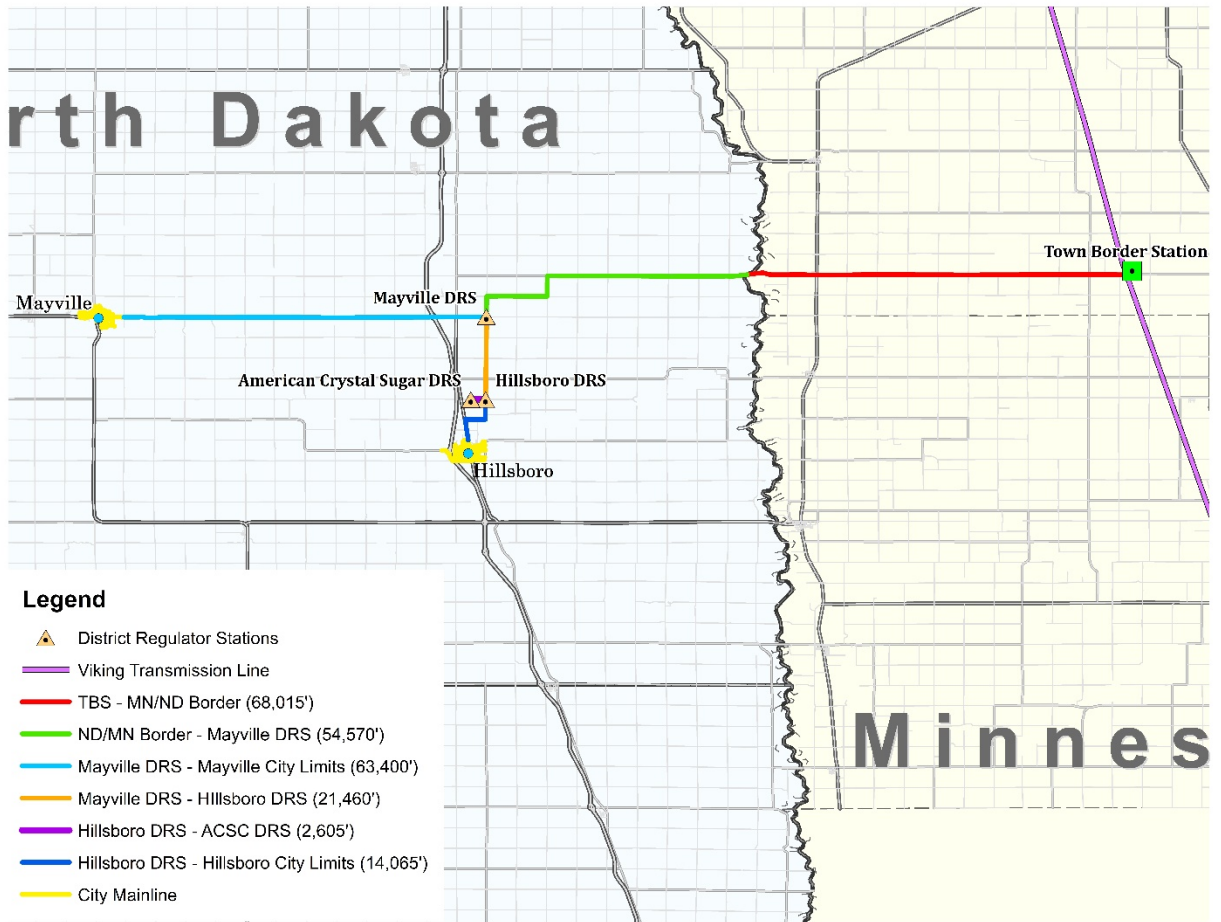 rth Dakota
Town Border Station
Mayville
Mayville DRS
American Crystal Sugar DRS
Hillsboro DRS
Hillsboro
Minnes
Legend
District Regulator Stations
Viking Transmission Line
TBS - MN/ND Border (68,015')
ND/MN Border - Mayville DRS (54,570')
Mayville DRS - Mayville City Limits (63,400')
Mayville DRS - HIllsboro DRS (21,460')
Hillsboro DRS - ACSC DRS (2,605')
Hillsboro DRS - Hillsboro City Limits (14,065')
City Mainline